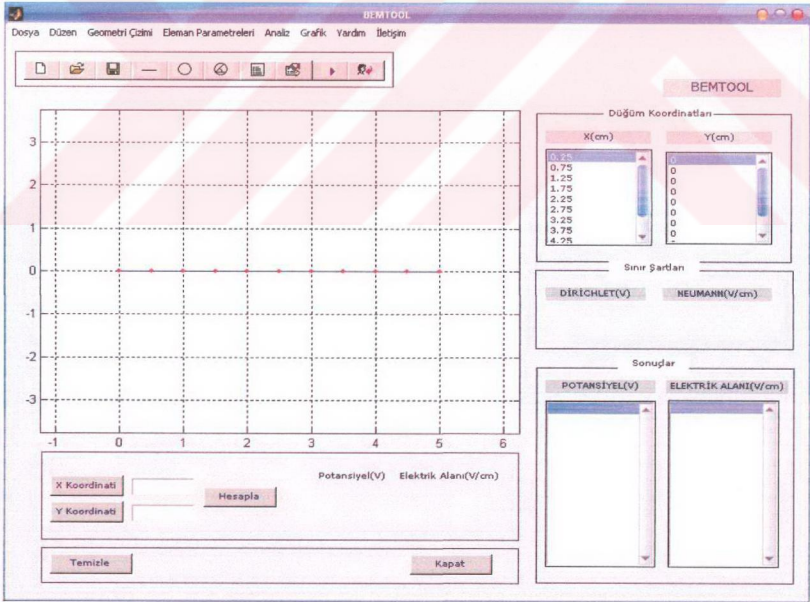 BEMTOOL
Dosya Düzen Geometri Çizimi Eleman Parametreleri Analiz Grafik Yardım İletişim
BEMTOOL
Düğüm Koordinatları
X(cm) Y(cm)
0.25 0
0.75 0
1.25 0
1.75 0
2.25 0
2.75 0
3.25 0
3.75 0
4.25
3
2
1
0
-1
-2
-3
-1 0 1 2 3 4 5 6
Sınır Şartları
DİRİCHLET(V) NEUMANN(V/cm)
Sonuçlar
POTANSİYEL(V) ELEKTRİK ALANI(V/cm)
Potansiyel(V) Elektrik Alanı(V/cm)
X Koordinati
Hesapla
Y Koordinati
Temizle Kapat